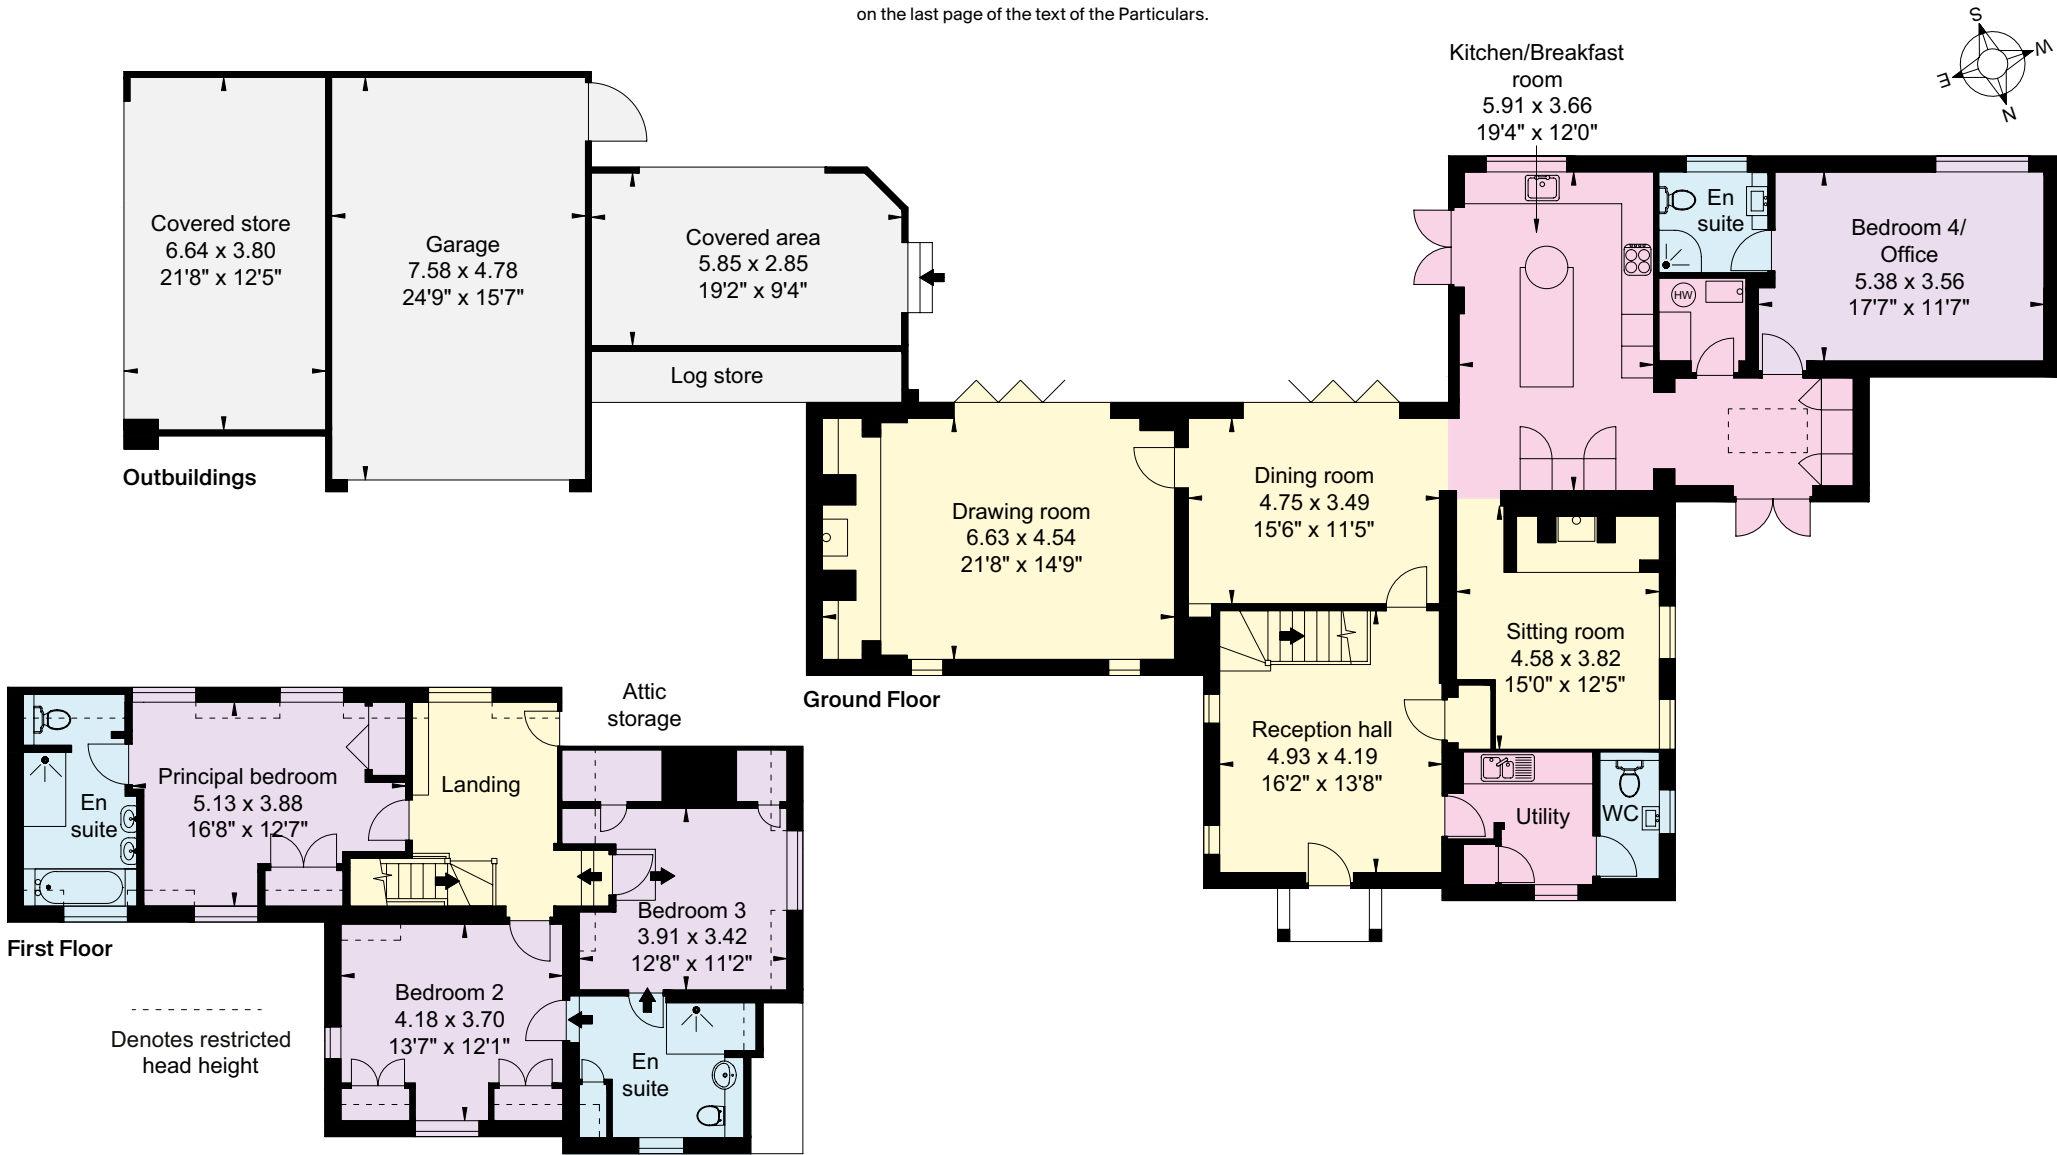 on the last page of the text of the Particulars.
S
W
E
N
Kitchen/Breakfast
room
5.91 x 3.66
19'4" x 12'0"
Covered store
6.64 x 3.80
21'8" x 12'5"
Garage
7.58 x 4.78
24'9" x 15'7"
Covered area
5.85 x 2.85
19'2" x 9'4"
Log store
Outbuildings
En
suite
HW
Bedroom 4/
Office
5.38 x 3.56
17'7" x 11'7"
Drawing room
6.63 x 4.54
21'8" x 14'9"
Dining room
4.75 x 3.49
15'6" x 11'5"
Sitting room
4.58 x 3.82
15'0" x 12'5"
Ground Floor
Reception hall
4.93 x 4.19
16'2" x 13'8"
Utility
WC
Attic
storage
Principal bedroom
5.13 x 3.88
16'8" x 12'7"
En
suite
Landing
Bedroom 3
3.91 x 3.42
12'8" x 11'2"
First Floor
Bedroom 2
4.18 x 3.70
13'7" x 12'1"
En
suite
Denotes restricted
head height